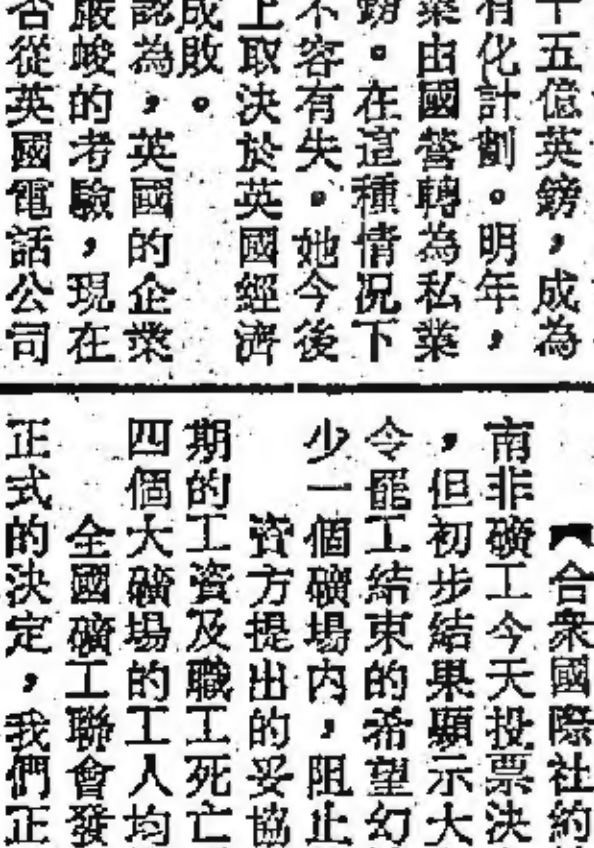 十五億英鎊，成為
有化計劃。明年，
業由國營轉為私業
鎊。在這種情況下
不容有失。她今後
上取決於英國經濟
成敗。
認為，英國的企業
嚴峻的考驗，現在
否從英國電話公司
【合衆國際社約
南非礦工今天投票決
，但初步結果顯示大
令罷工結束的希望幻
少一個礦場內，阻止
資方提出的妥協
期的工資及職工死亡
四個大礦場的工人均
全國礦工聯會發
正式的決定，我們正